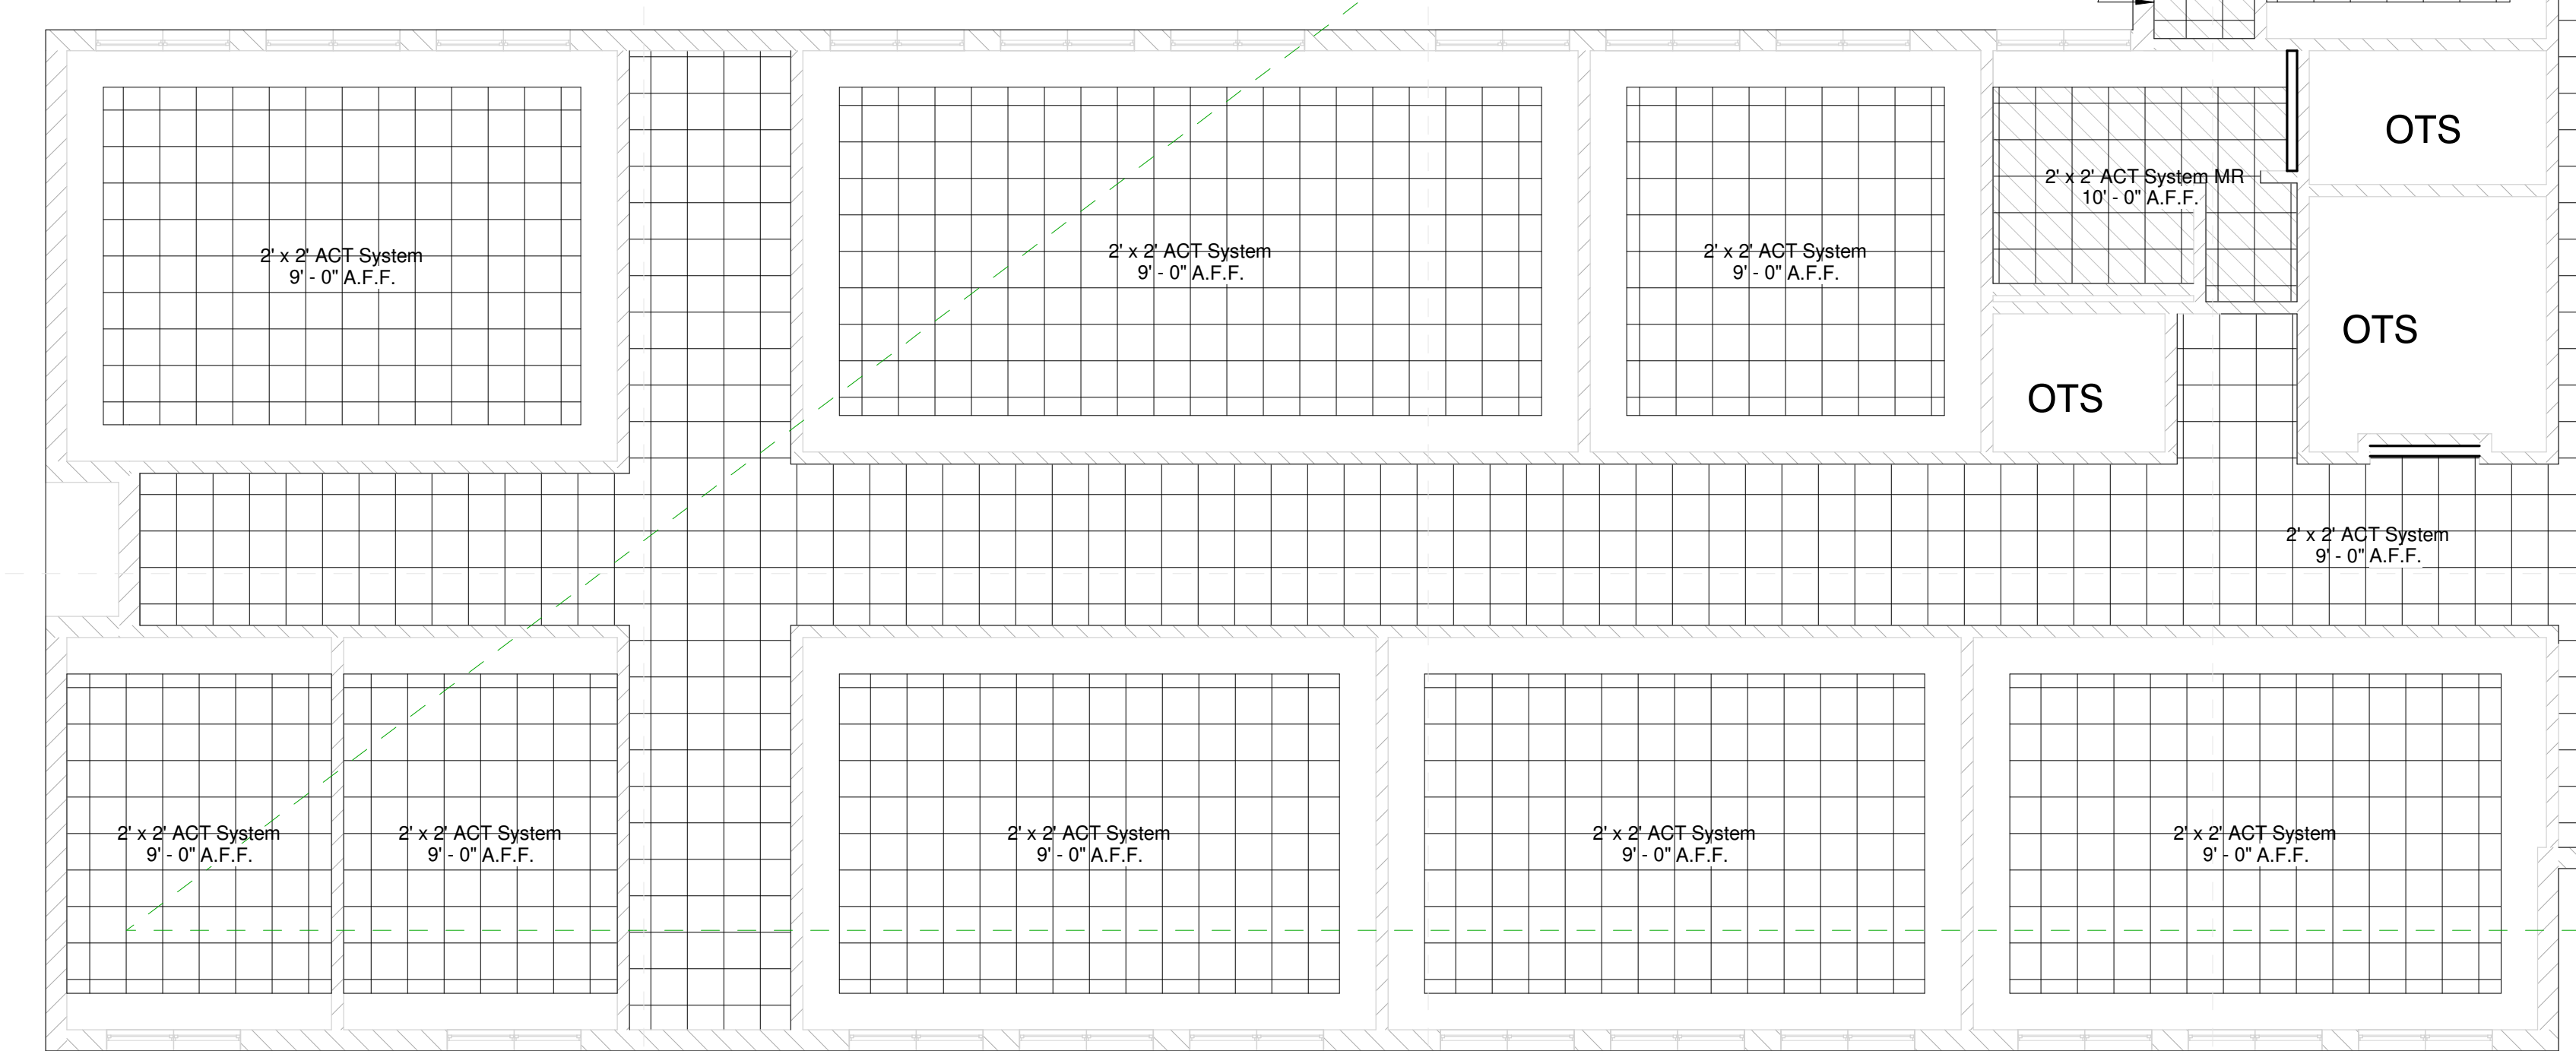 OTS
2' x 2' ACT System MR
10' - 0" A.F.F.
2' x 2' ACT System
9' - 0" A.F.F.
2' x 2' ACT System
9' - 0" A.F.F.
2' x 2' ACT System
9' - 0" A.F.F.
OTS
OTS
2' x 2' ACT System
9' - 0" A.F.F.
2' x 2' ACT System
9' - 0" A.F.F.
2' x 2' ACT System
9' - 0" A.F.F.
2' x 2' ACT System
9' - 0" A.F.F.
2' x 2' ACT System
9' - 0" A.F.F.
2' x 2' ACT System
9' - 0" A.F.F.